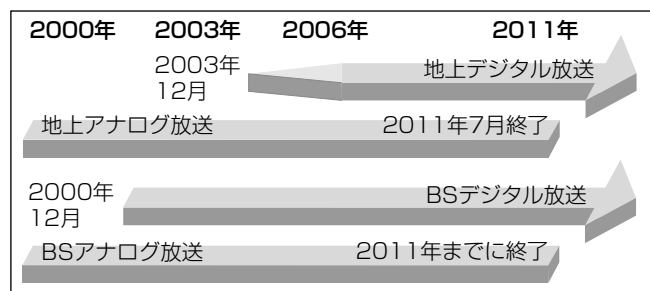 2000年 2003年 2006年 2011年
2003年
12月
地上デジタル放送
地上アナログ放送 2011年7月終了
2000年
12月
BSデジタル放送
BSアナログ放送 2011年までに終了